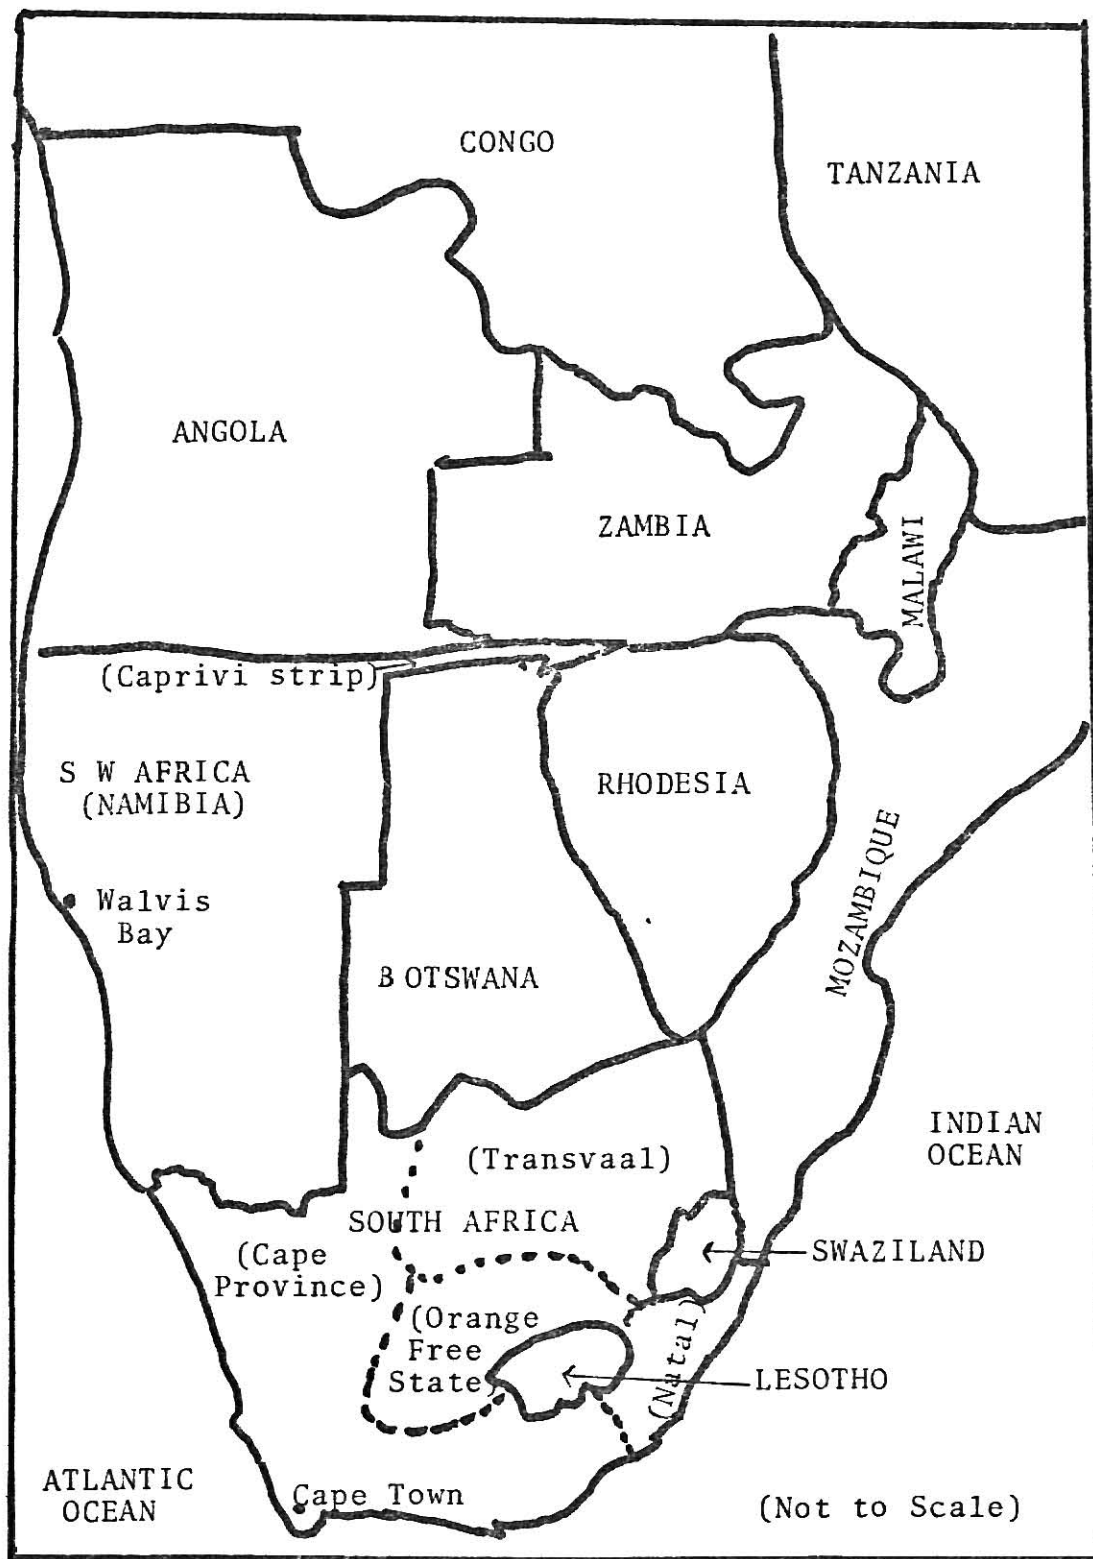 CONGO
TANZANIA
ANGOLA
ZAMBIA
MALAWI
(Caprivi strip)
S W AFRICA
(NAMIBIA)
RHODESIA
MOZAMBIQUE
Walvis
Bay
BOTSWANA
INDIAN
OCEAN
(Transvaal)
SOUTH AFRICA
(Cape
Province)
SWAZILAND
(Orange
Free
State)
(Natal)
LESOTHO
ATLANTIC
OCEAN
Cape Town
(Not to Scale)